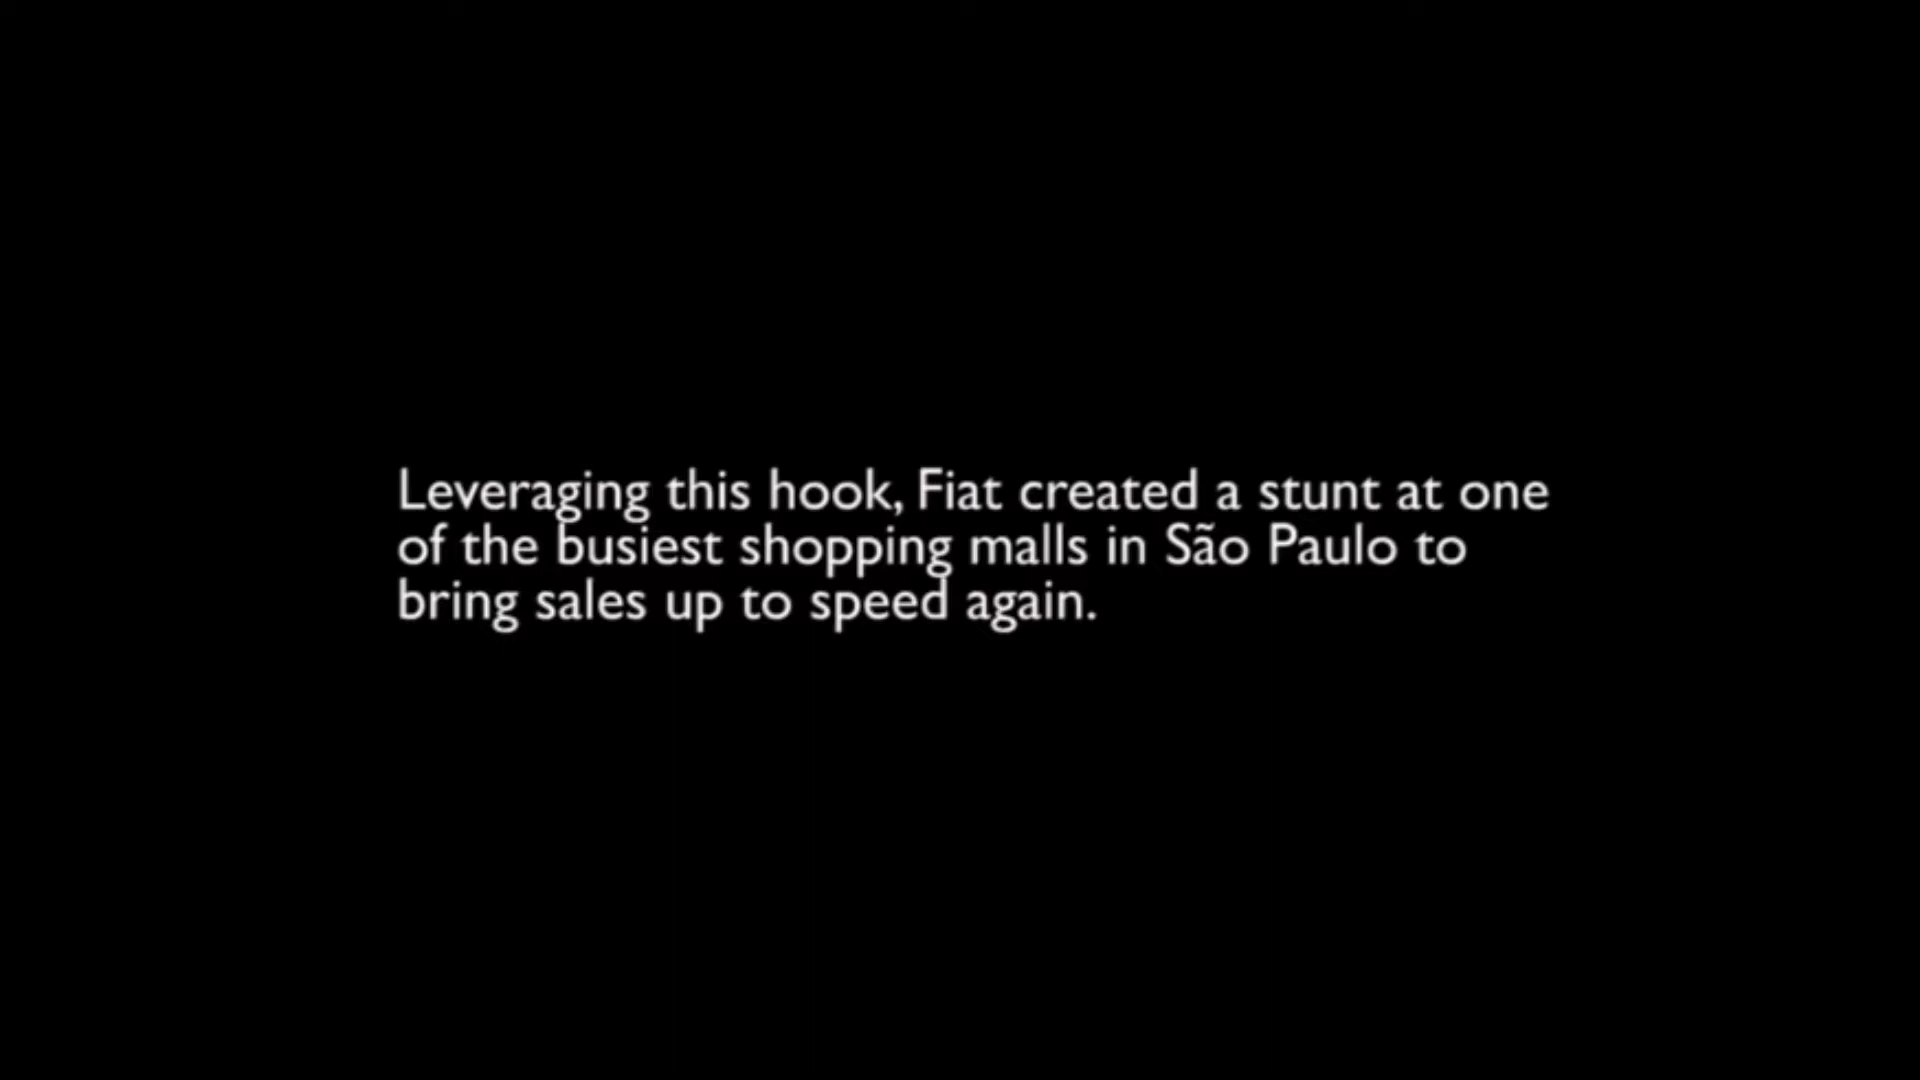 Leveraging this hook, Fiat created a stunt at one
of the busiest shopping malls in São Paulo to
bring sales up to speed again.